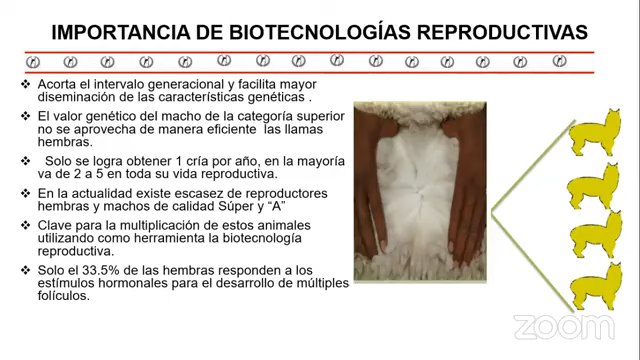 IMPORTANCIA DE BIOTECNOLOGÍAS REPRODUCTIVAS
❖ Acorta el intervalo generacional y facilita mayor
diseminación de las características genéticas .
❖ El valor genético del macho de la categoría superior
no se aprovecha de manera eficiente las llamas
hembras.
❖ Solo se logra obtener 1 cría por año, en la mayoría
va de 2 a 5 en toda su vida reproductiva.
❖ En la actualidad existe escasez de reproductores
hembras y machos de calidad Súper y “A”
❖ Clave para la multiplicación de estos animales
utilizando como herramienta la biotecnología
reproductiva.
❖ Solo el 33.5% de las hembras responden a los
estímulos hormonales para el desarrollo de múltiples
folículos.
zoom